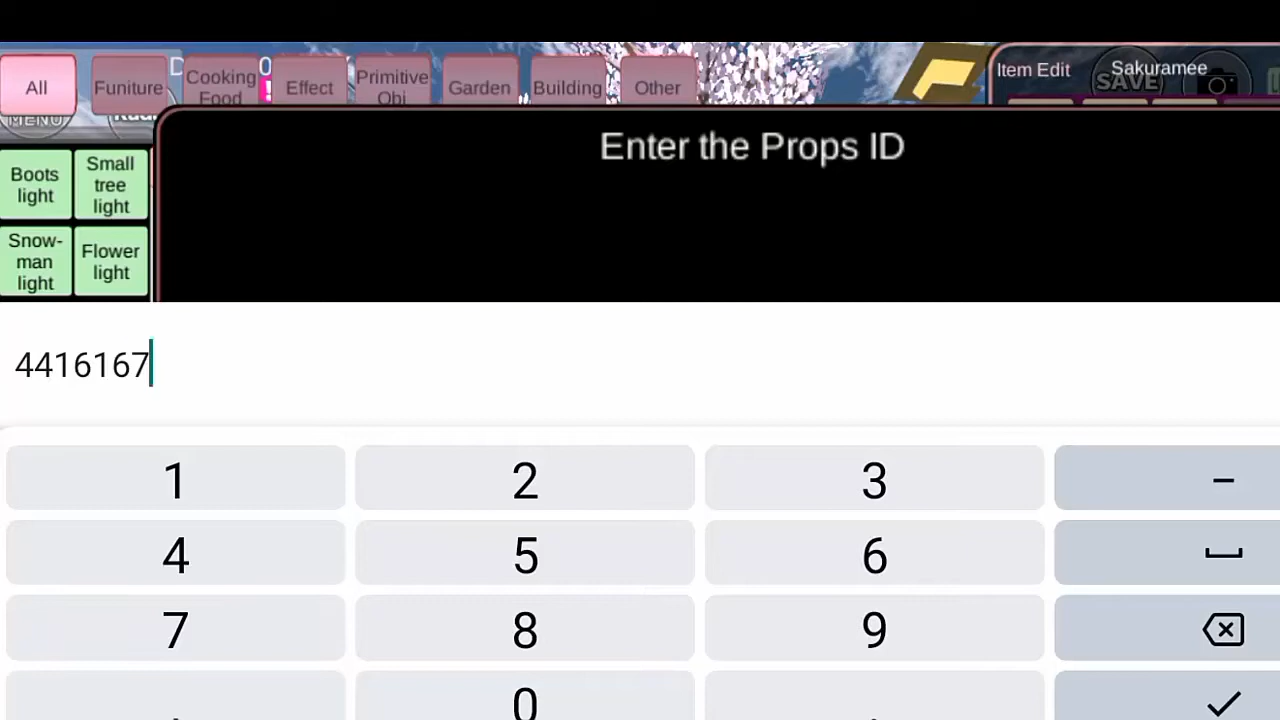 All
Funiture
Cooking
Food
Effect
Primitive
Obj
Garden
Building
Other
Item Edit
Sakuramee
SAVE
MENU
Boots
light
Small
tree
light
Snow-
man
light
Flower
light
Enter the Props ID
4416167
1 2 3 –
4 5 6
7 8 9
0